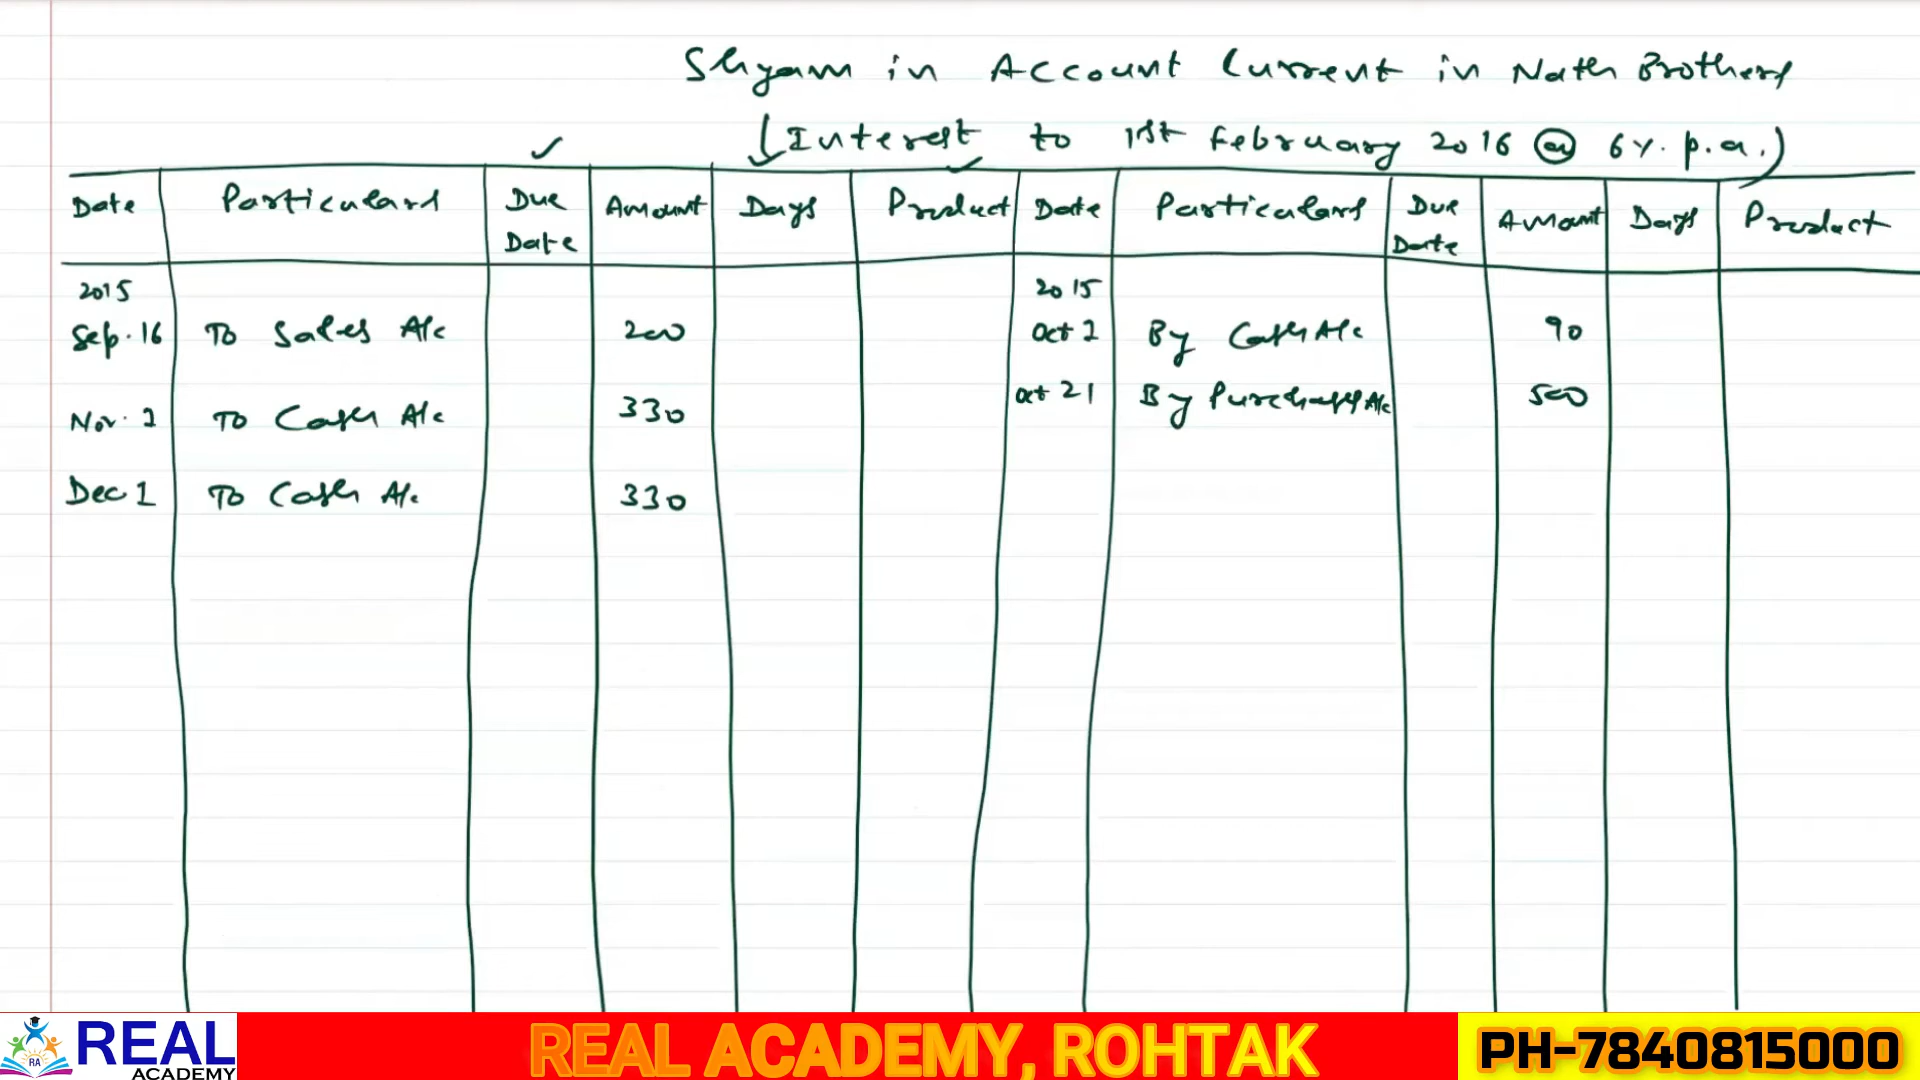 Shyam in Account Current in Nath Brothers
(Interest to 1st February 2016 @ 6%. p.a.)
Date Particulars Due Date Amount Days Product Date Particulars Due Date Amount Days Product
2015 2015
Sep. 16 To Sales A/c 200 Oct 1 By Cash A/c 90
Oct 21 By Purchases A/c 500
Nov. 1 To Cash A/c 330
Dec 1 To Cash A/c 330
RA REAL ACADEMY
REAL ACADEMY, ROHTAK
PH-7840815000